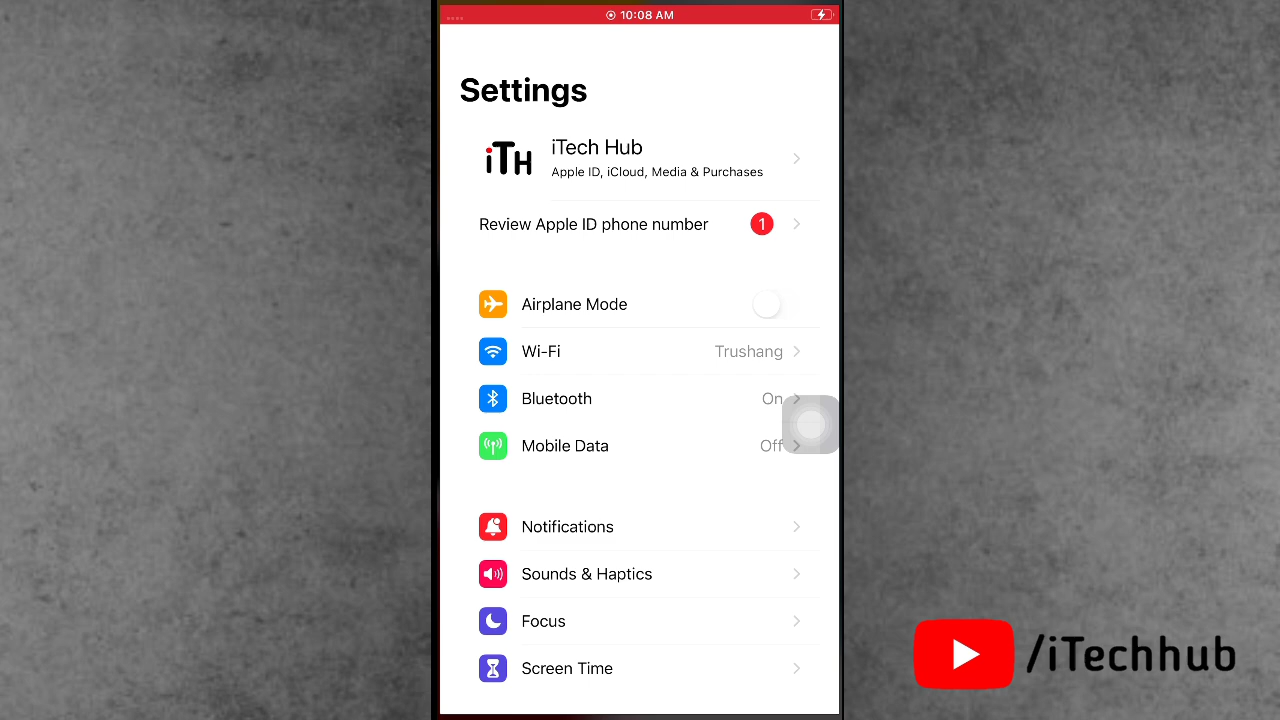 10:08 AM
Settings
iTH
iTech Hub
Apple ID, iCloud, Media & Purchases
Review Apple ID phone number 1
Airplane Mode
Wi-Fi Trushang
Bluetooth On
Mobile Data Off
Notifications
Sounds & Haptics
Focus
Screen Time
/iTechhub